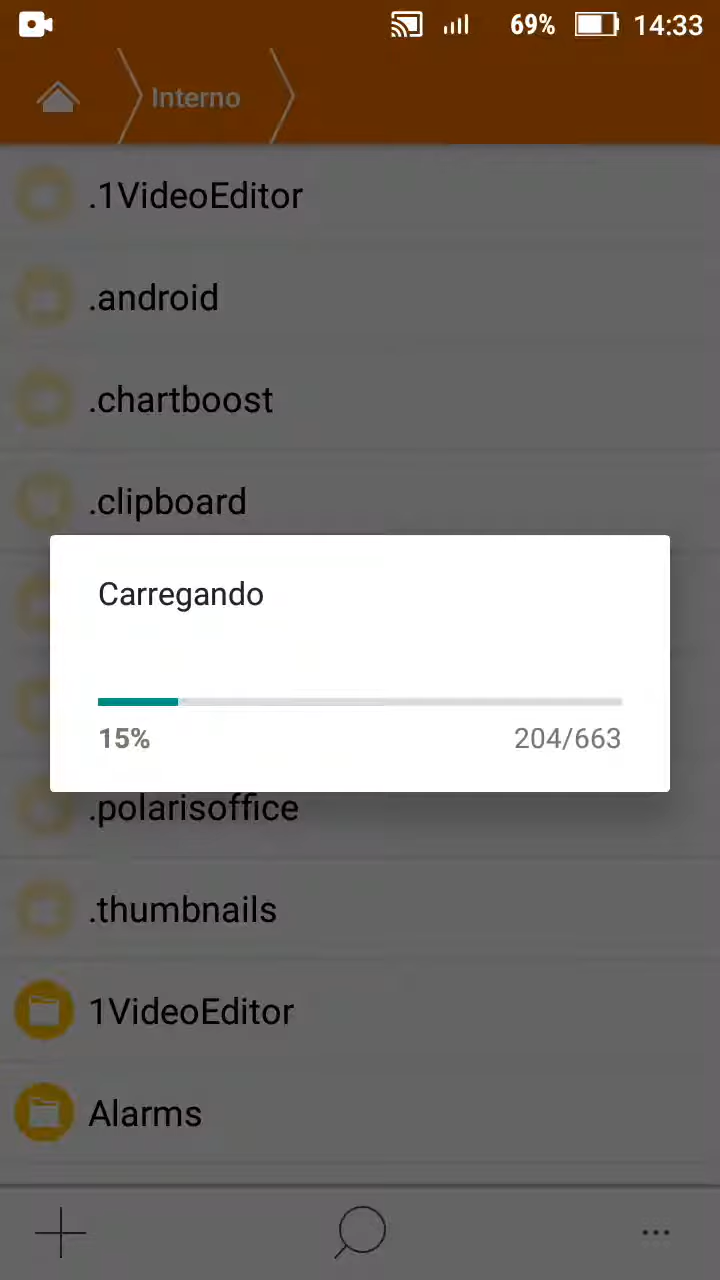 69% 14:33
Interno
.1VideoEditor
.android
.chartboost
.clipboard
Carregando
15% 204/663
.polarisoffice
.thumbnails
1VideoEditor
Alarms